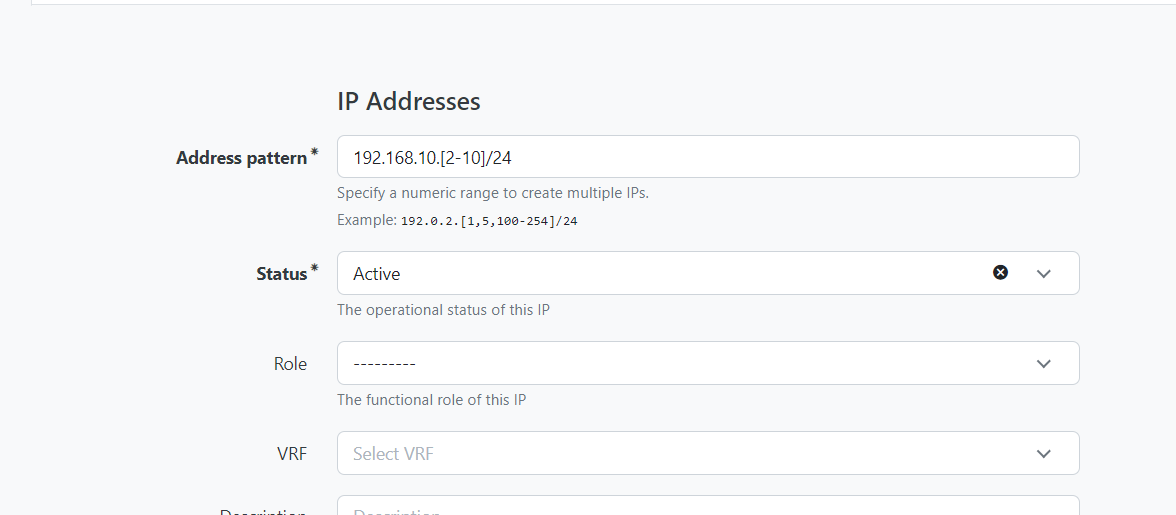 IP Addresses
Address pattern *
192.168.10.[2-10]/24
Specify a numeric range to create multiple IPs.
Example: 192.0.2.[1,5,100-254]/24
Status *
Active
The operational status of this IP
Role
---------
The functional role of this IP
VRF
Select VRF
Description
Description